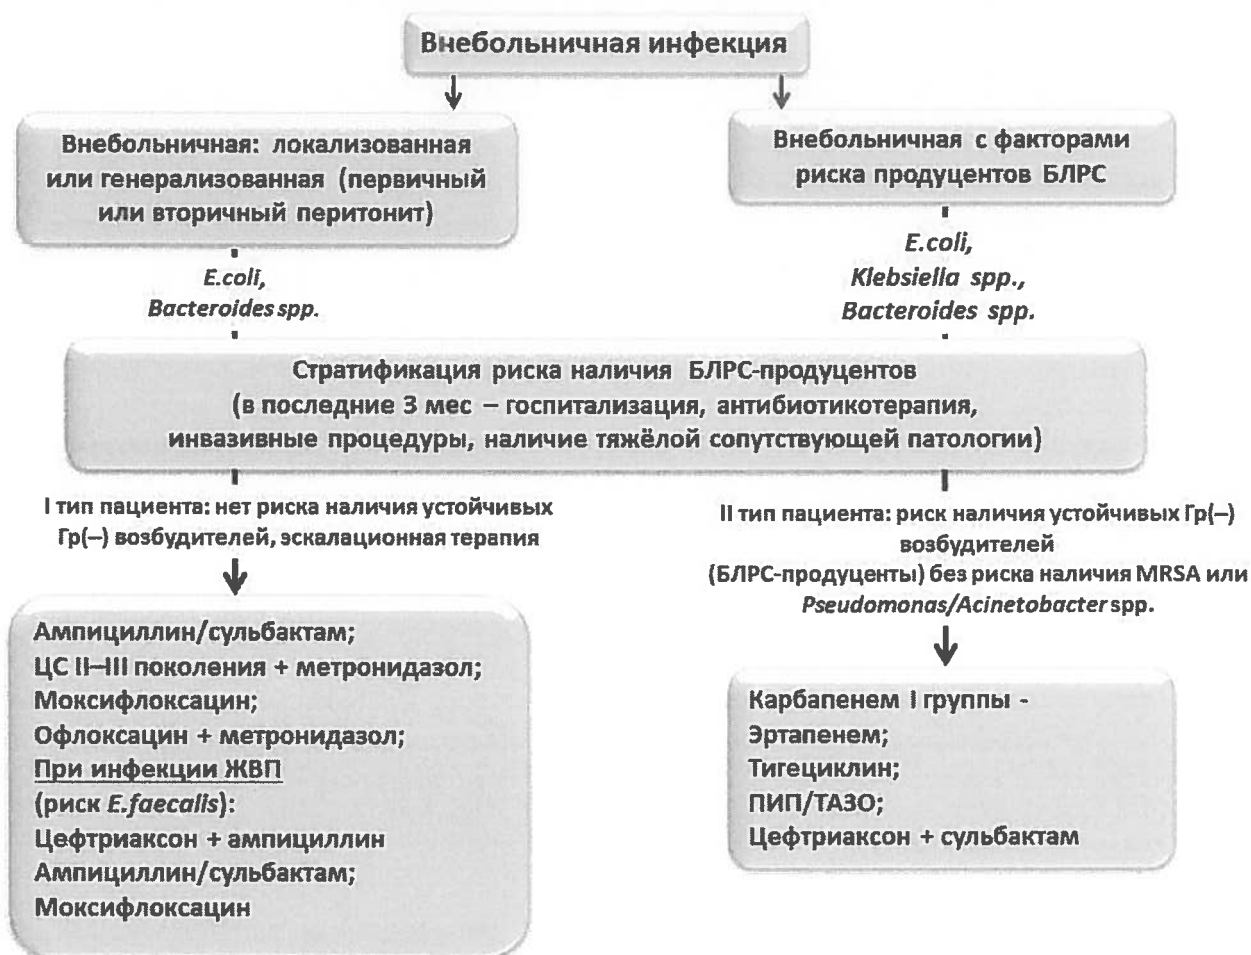 Внебольничная инфекция
Внебольничная: локализованная
или генерализованная (первичный
или вторичный перитонит)
Внебольничная с факторами
риска продуцентов БЛРС
E.coli,
Bacteroides spp.
E.coli,
Klebsiella spp.,
Bacteroides spp.
Стратификация риска наличия БЛРС-продуцентов
(в последние 3 мес – госпитализация, антибиотикотерапия,
инвазивные процедуры, наличие тяжёлой сопутствующей патологии)
I тип пациента: нет риска наличия устойчивых
Гр(–) возбудителей, эскалационная терапия
II тип пациента: риск наличия устойчивых Гр(–)
возбудителей
(БЛРС-продуценты) без риска наличия MRSA или
Pseudomonas/Acinetobacter spp.
Ампициллин/сульбактам;
ЦС II–III поколения + метронидазол;
Моксифлоксацин;
Офлоксацин + метронидазол;
При инфекции ЖВП
(риск E.faecalis):
Цефтриаксон + ампициллин
Ампициллин/сульбактам;
Моксифлоксацин
Карбапенем I группы -
Эртапенем;
Тигециклин;
ПИП/ТАЗО;
Цефтриаксон + сульбактам